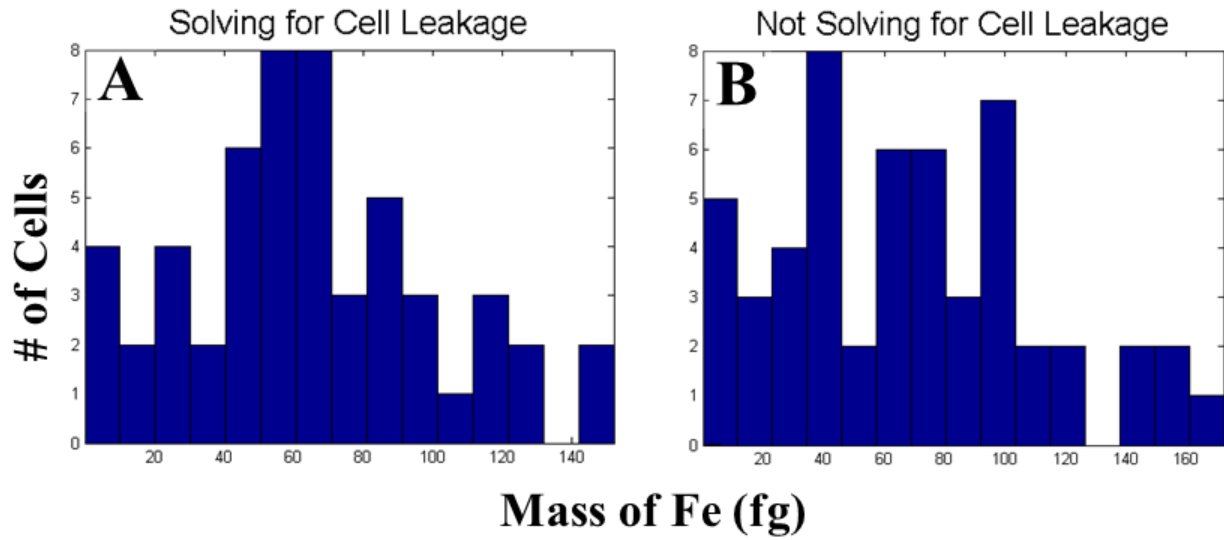 Solving for Cell Leakage
Not Solving for Cell Leakage
A
B
# of Cells
8
7
6
5
4
3
2
1
0
20 40 60 80 100 120 140
8
7
6
5
4
3
2
1
0
20 40 60 80 100 120 140 160
Mass of Fe (fg)